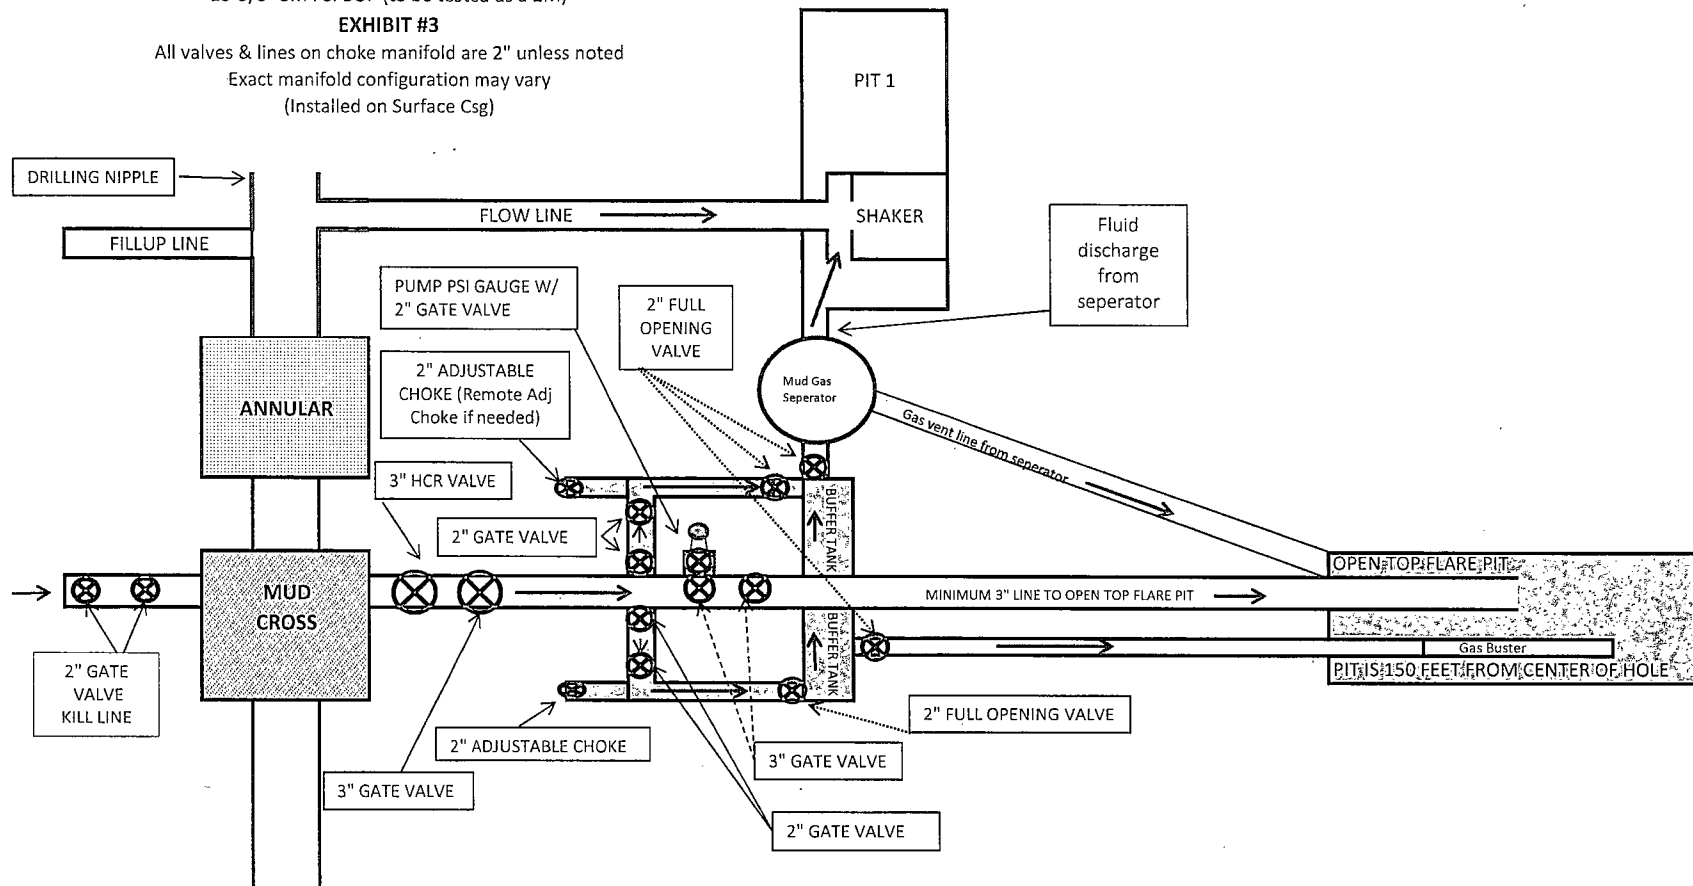 EXHIBIT #3
All valves & lines on choke manifold are 2" unless noted
Exact manifold configuration may vary
(Installed on Surface Csg)
PIT 1
DRILLING NIPPLE
FLOW LINE
SHAKER
FILLUP LINE
Fluid
discharge
from
seperator
PUMP PSI GAUGE W/
2" GATE VALVE
2" FULL
OPENING
VALVE
2" ADJUSTABLE
CHOKE (Remote Adj
Choke if needed)
Mud Gas
Seperator
ANNULAR
Gas vent line from seperator
3" HCR VALVE
2" GATE VALVE
BUFFER TANK
OPEN TOP FLARE PIT
MUD
CROSS
MINIMUM 3" LINE TO OPEN TOP FLARE PIT
BUFFER TANK
Gas Buster
PIT IS 150 FEET FROM CENTER OF HOLE
2" GATE
VALVE
KILL LINE
2" FULL OPENING VALVE
2" ADJUSTABLE CHOKE
3" GATE VALVE
3" GATE VALVE
2" GATE VALVE